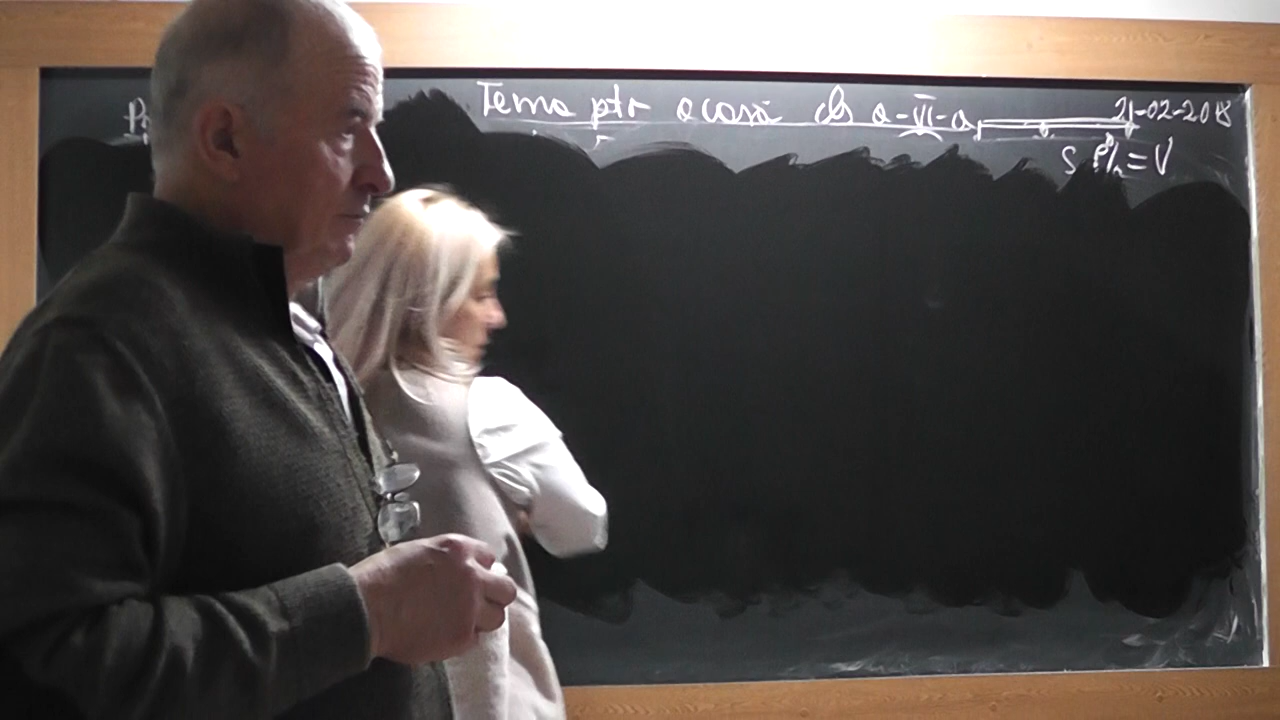 Tema ptr acasă cls a-VI-a 21-02-2018
= V